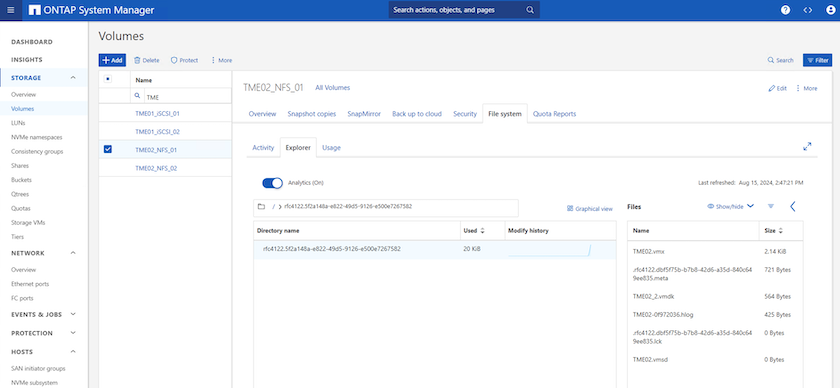 ONTAP System Manager
Search actions, objects, and pages
Volumes
DASHBOARD
INSIGHTS
STORAGE
Overview
Volumes
LUNs
NVMe namespaces
Consistency groups
Shares
Buckets
Qtrees
Quotas
Storage VMs
Tiers
NETWORK
Overview
Ethernet ports
FC ports
EVENTS & JOBS
PROTECTION
HOSTS
SAN initiator groups
NVMe subsystem
Add
Delete
Protect
More
Search
Filter
Name
TME
TME01_iSCSI_01
TME01_iSCSI_02
TME02_NFS_01
TME02_NFS_02
TME02_NFS_01
All Volumes
Edit
More
Overview
Snapshot copies
SnapMirror
Back up to cloud
Security
File system
Quota Reports
Activity
Explorer
Usage
Analytics (On)
Last refreshed: Aug 15, 2024, 2:47:21 PM
/ > rfc4122.5f2a148a-e822-49d5-9126-e500e7267582
Graphical view
Directory name
Used
Modify history
rfc4122.5f2a148a-e822-49d5-9126-e500e7267582
20 KiB
Files
Show/hide
Name
Size
TME02.vmx
2.14 KiB
.rfc4122.dbf5f75b-b7b8-42d6-a35d-840c64
9ee835.meta
721 Bytes
TME02_2.vmdk
564 Bytes
TME02-0f972036.hlog
425 Bytes
.rfc4122.dbf5f75b-b7b8-42d6-a35d-840c64
9ee835.lck
0 Bytes
TME02.vmsd
0 Bytes